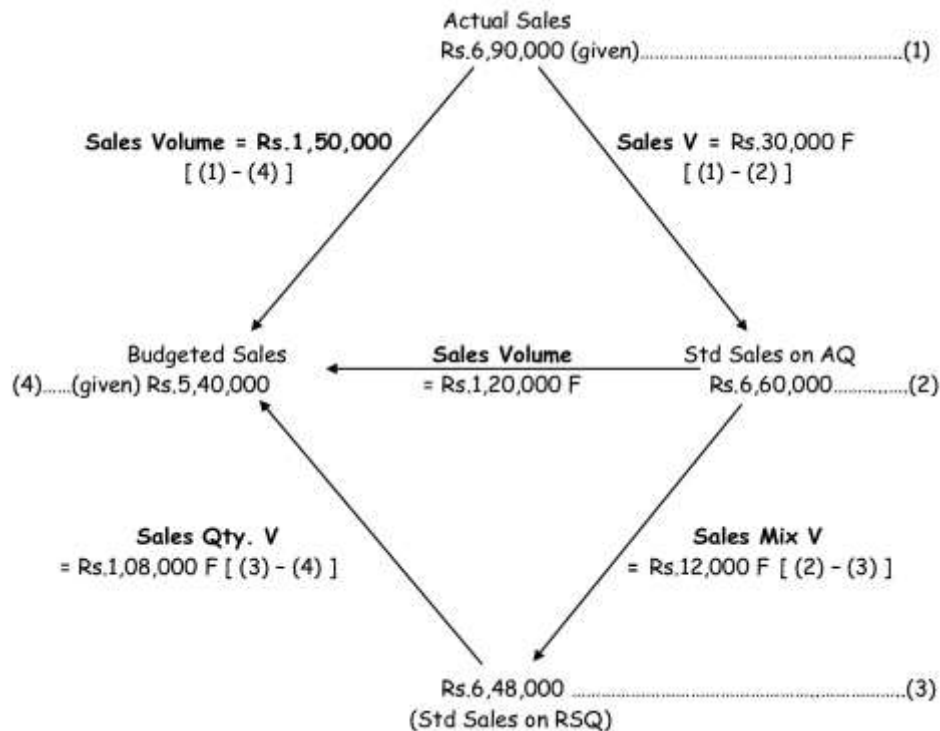 Actual Sales
Rs.6,90,000 (given)..........................................................(1)
Sales Volume = Rs.1,50,000
[ (1) – (4) ]
Sales V = Rs.30,000 F
[ (1) – (2) ]
Budgeted Sales
(4)......(given) Rs.5,40,000
Sales Volume
= Rs.1,20,000 F
Std Sales on AQ
Rs.6,60,000..............(2)
Sales Qty. V
= Rs.1,08,000 F [ (3) – (4) ]
Sales Mix V
= Rs.12,000 F [ (2) – (3) ]
Rs.6,48,000 ..........................................................(3)
(Std Sales on RSQ)